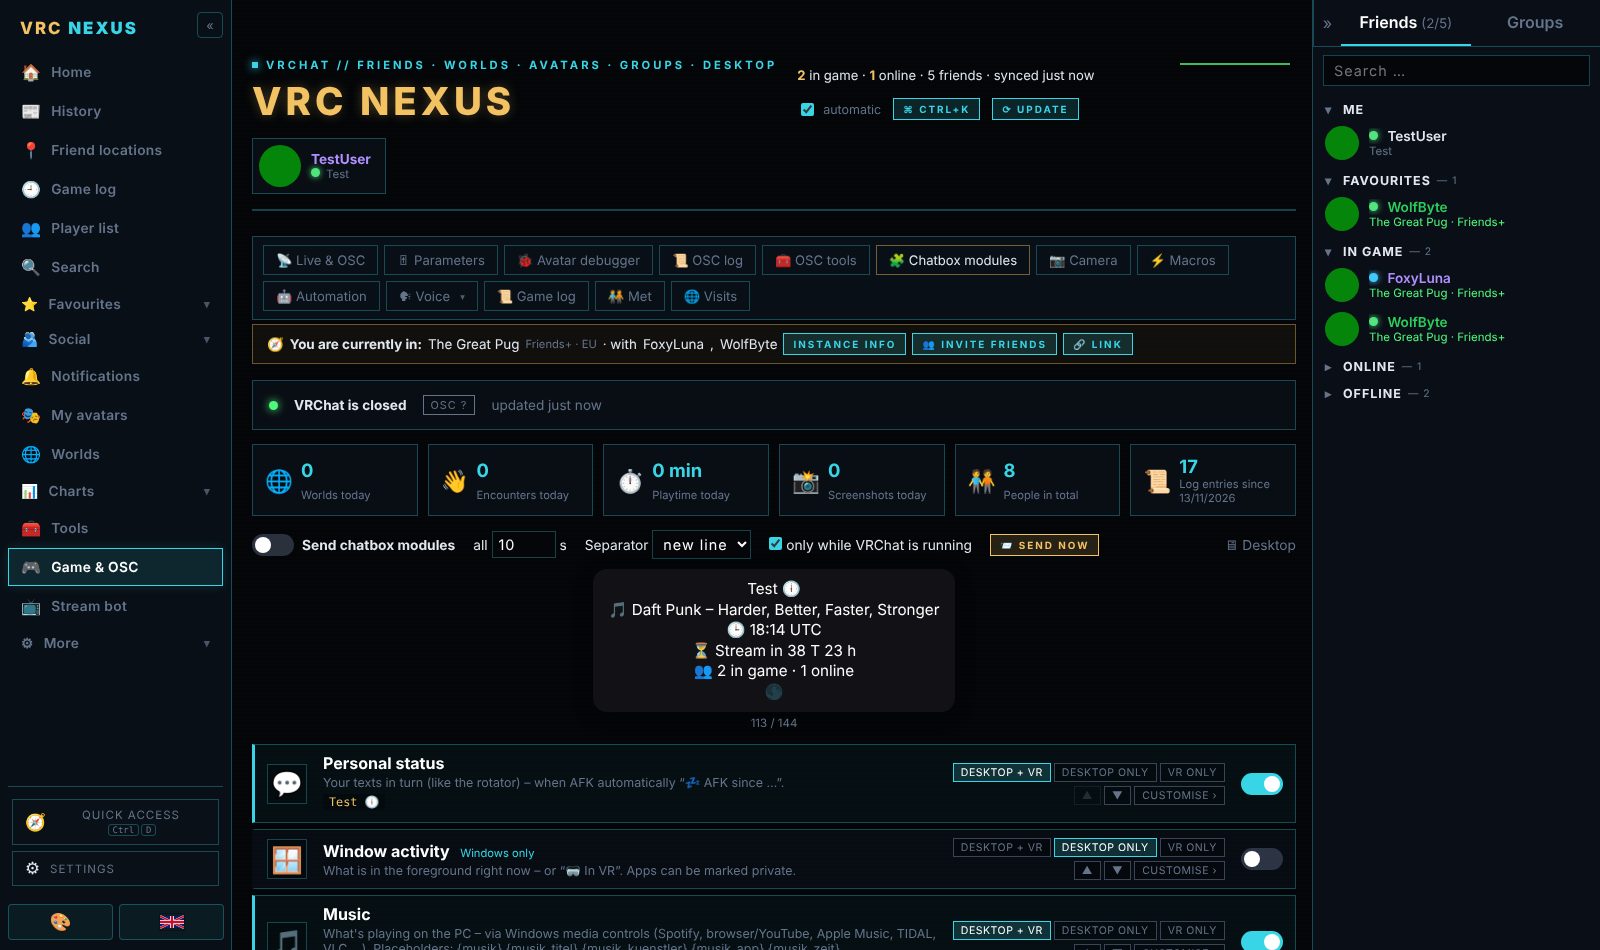 VRC NEXUS
«
Home
History
Friend locations
Game log
Player list
Search
Favourites
Social
Notifications
My avatars
Worlds
Charts
Tools
Game & OSC
Stream bot
More
QUICK ACCESS
Ctrl D
SETTINGS
VRCHAT // FRIENDS · WORLDS · AVATARS · GROUPS · DESKTOP
VRC NEXUS
2 in game · 1 online · 5 friends · synced just now
automatic
⌘ CTRL+K
⟳ UPDATE
TestUser
Test
Live & OSC
Parameters
Avatar debugger
OSC log
OSC tools
Chatbox modules
Camera
Macros
Automation
Voice
Game log
Met
Visits
You are currently in: The Great Pug Friends+ · EU · with FoxyLuna , WolfByte
INSTANCE INFO
INVITE FRIENDS
LINK
VRChat is closed OSC ? updated just now
0
Worlds today
0
Encounters today
0 min
Playtime today
0
Screenshots today
8
People in total
17
Log entries since
13/11/2026
Send chatbox modules all 10 s Separator new line only while VRChat is running SEND NOW Desktop
Test
Daft Punk – Harder, Better, Faster, Stronger
18:14 UTC
Stream in 38 T 23 h
2 in game · 1 online
113 / 144
Personal status
Your texts in turn (like the rotator) – when AFK automatically “💤 AFK since …”.
Test
DESKTOP + VR DESKTOP ONLY VR ONLY
▲ ▼ CUSTOMISE ›
Window activity Windows only
What is in the foreground right now – or “🥽 In VR”. Apps can be marked private.
DESKTOP + VR DESKTOP ONLY VR ONLY
▲ ▼ CUSTOMISE ›
Music
What's playing on the PC – via Windows media controls (Spotify, browser/YouTube, Apple Music, TIDAL,
VLC …). Placeholders: {musik} {musik_titel} {musik_kuenstler} {musik_app} {musik_zeit}
DESKTOP + VR DESKTOP ONLY VR ONLY
» Friends (2/5) Groups
Search …
ME
TestUser
Test
FAVOURITES — 1
WolfByte
The Great Pug · Friends+
IN GAME — 2
FoxyLuna
The Great Pug · Friends+
WolfByte
The Great Pug · Friends+
ONLINE — 1
OFFLINE — 2